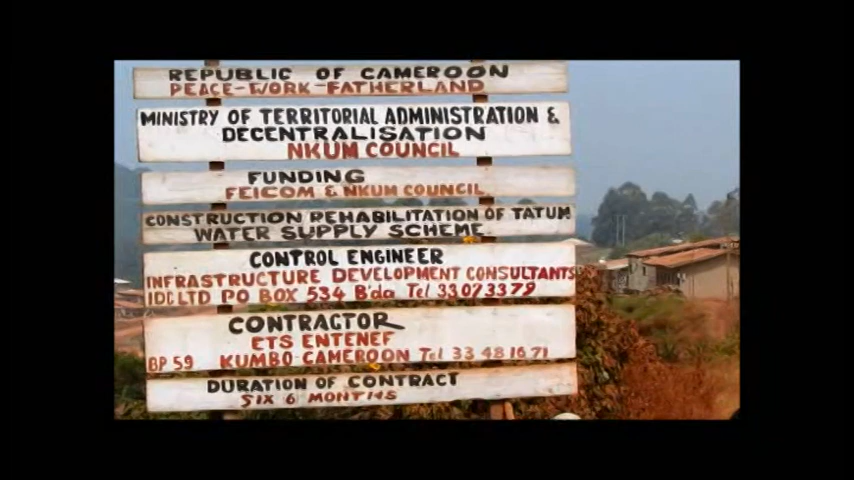 REPUBLIC OF CAMEROON
PEACE-WORK-FATHERLAND
MINISTRY OF TERRITORIAL ADMINISTRATION &
DECENTRALISATION
NKUM COUNCIL
FUNDING
FEICOM & NKUM COUNCIL
CONSTRUCTION REHABILITATION OF TATUM
WATER SUPPLY SCHEME
CONTROL ENGINEER
INFRASTRUCTURE DEVELOPMENT CONSULTANTS
IDC LTD PO BOX 534 B'da Tel 33073379
CONTRACTOR
ETS ENTENEF
BP 59 KUMBO-CAMEROON Tel 33 48 16 71
DURATION OF CONTRACT
SIX 6 MONTHS